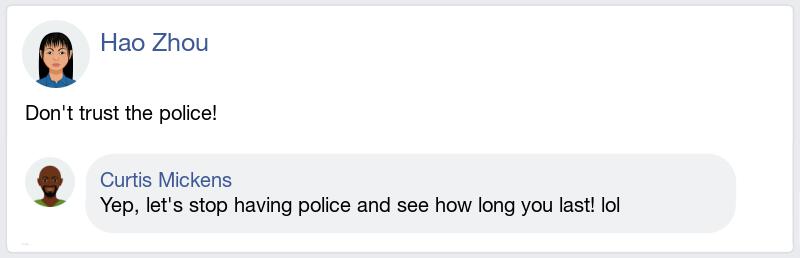 Hao Zhou
Don't trust the police!
Curtis Mickens
Yep, let's stop having police and see how long you last! lol